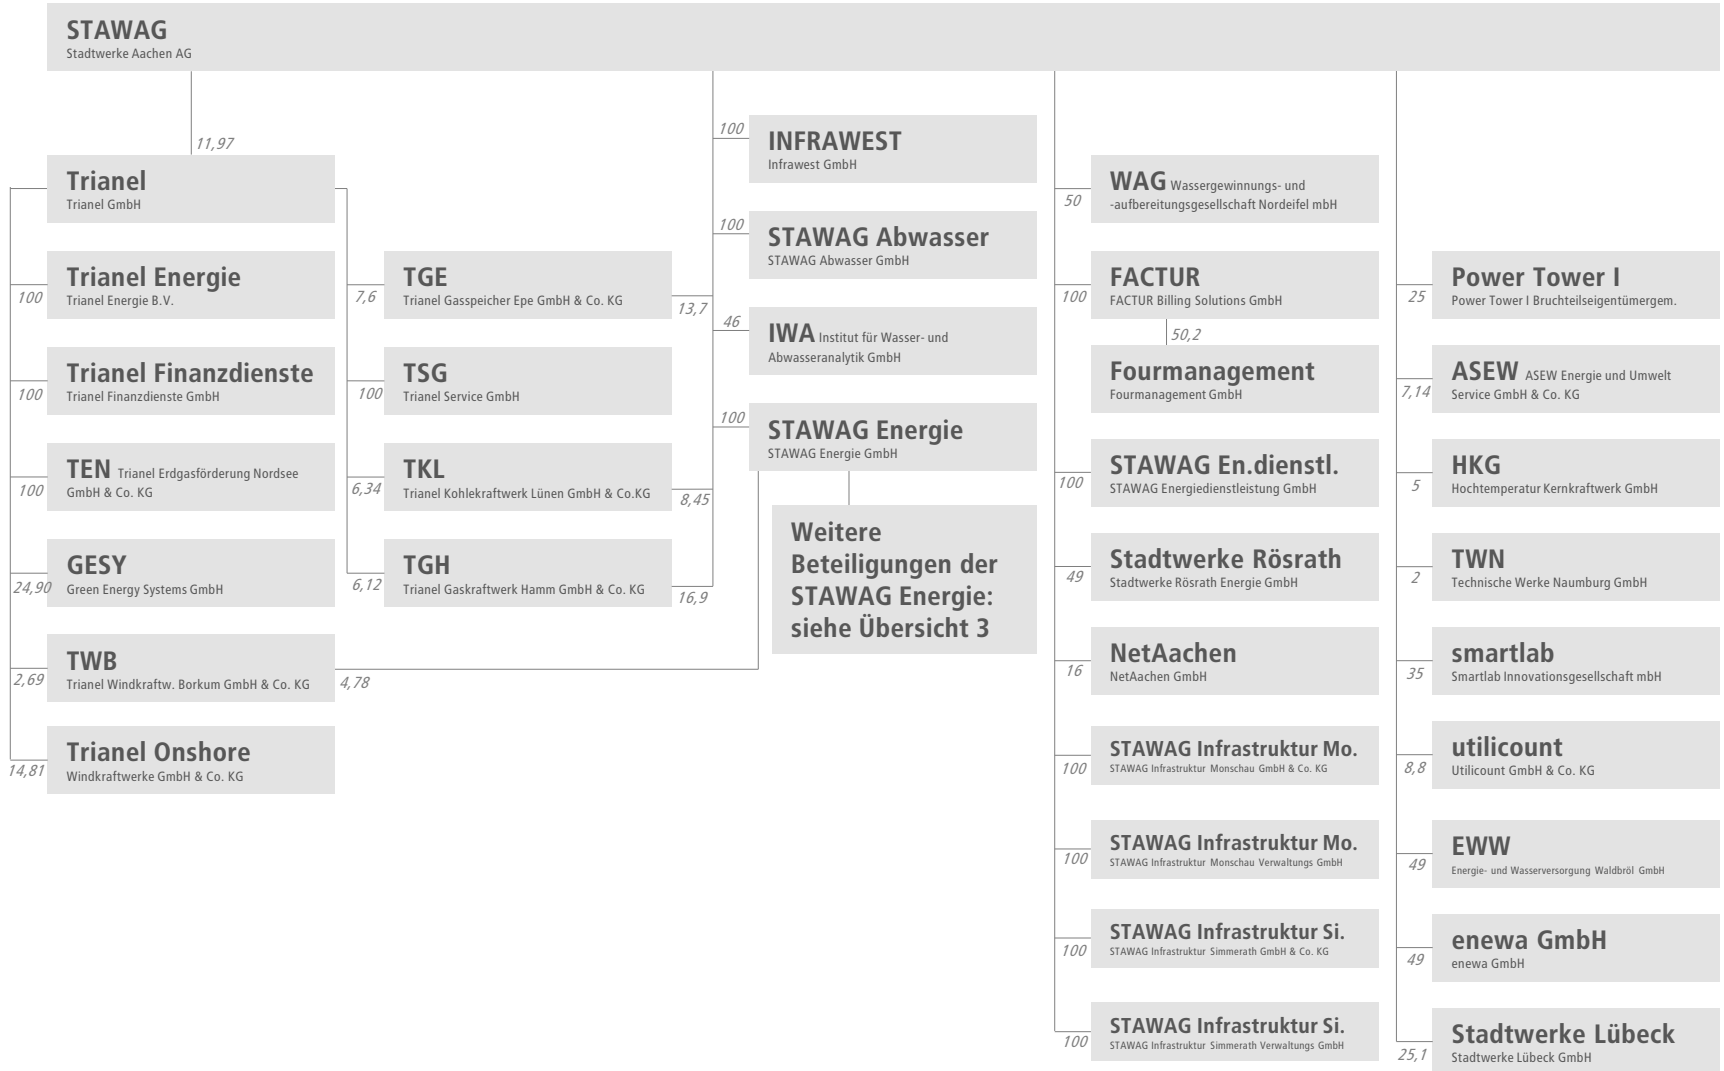 STAWAG
Stadtwerke Aachen AG
11,97
Trianel
Trianel GmbH
100
Trianel Energie
Trianel Energie B.V.
100
Trianel Finanzdienste
Trianel Finanzdienste GmbH
100
TEN Trianel Erdgasförderung Nordsee
GmbH & Co. KG
24,90
GESY
Green Energy Systems GmbH
2,69
TWB
Trianel Windkraftw. Borkum GmbH & Co. KG
4,78
14,81
Trianel Onshore
Windkraftwerke GmbH & Co. KG
7,6
TGE
Trianel Gasspeicher Epe GmbH & Co. KG
13,7
100
TSG
Trianel Service GmbH
6,34
TKL
Trianel Kohlekraftwerk Lünen GmbH & Co.KG
8,45
6,12
TGH
Trianel Gaskraftwerk Hamm GmbH & Co. KG
16,9
100
INFRAWEST
Infrawest GmbH
100
STAWAG Abwasser
STAWAG Abwasser GmbH
46
IWA Institut für Wasser- und
Abwasseranalytik GmbH
100
STAWAG Energie
STAWAG Energie GmbH
Weitere
Beteiligungen der
STAWAG Energie:
siehe Übersicht 3
50
WAG Wassergewinnungs- und
-aufbereitungsgesellschaft Nordeifel mbH
100
FACTUR
FACTUR Billing Solutions GmbH
50,2
Fourmanagement
Fourmanagement GmbH
100
STAWAG En.dienstl.
STAWAG Energiedienstleistung GmbH
49
Stadtwerke Rösrath
Stadtwerke Rösrath Energie GmbH
16
NetAachen
NetAachen GmbH
100
STAWAG Infrastruktur Mo.
STAWAG Infrastruktur Monschau GmbH & Co. KG
100
STAWAG Infrastruktur Mo.
STAWAG Infrastruktur Monschau Verwaltungs GmbH
100
STAWAG Infrastruktur Si.
STAWAG Infrastruktur Simmerath GmbH & Co. KG
100
STAWAG Infrastruktur Si.
STAWAG Infrastruktur Simmerath Verwaltungs GmbH
25
Power Tower I
Power Tower I Bruchteilseigentümergem.
7,14
ASEW ASEW Energie und Umwelt
Service GmbH & Co. KG
5
HKG
Hochtemperatur Kernkraftwerk GmbH
2
TWN
Technische Werke Naumburg GmbH
35
smartlab
Smartlab Innovationsgesellschaft mbH
8,8
utilicount
Utilicount GmbH & Co. KG
49
EWW
Energie- und Wasserversorgung Waldbröl GmbH
49
enewa GmbH
enewa GmbH
25,1
Stadtwerke Lübeck
Stadtwerke Lübeck GmbH